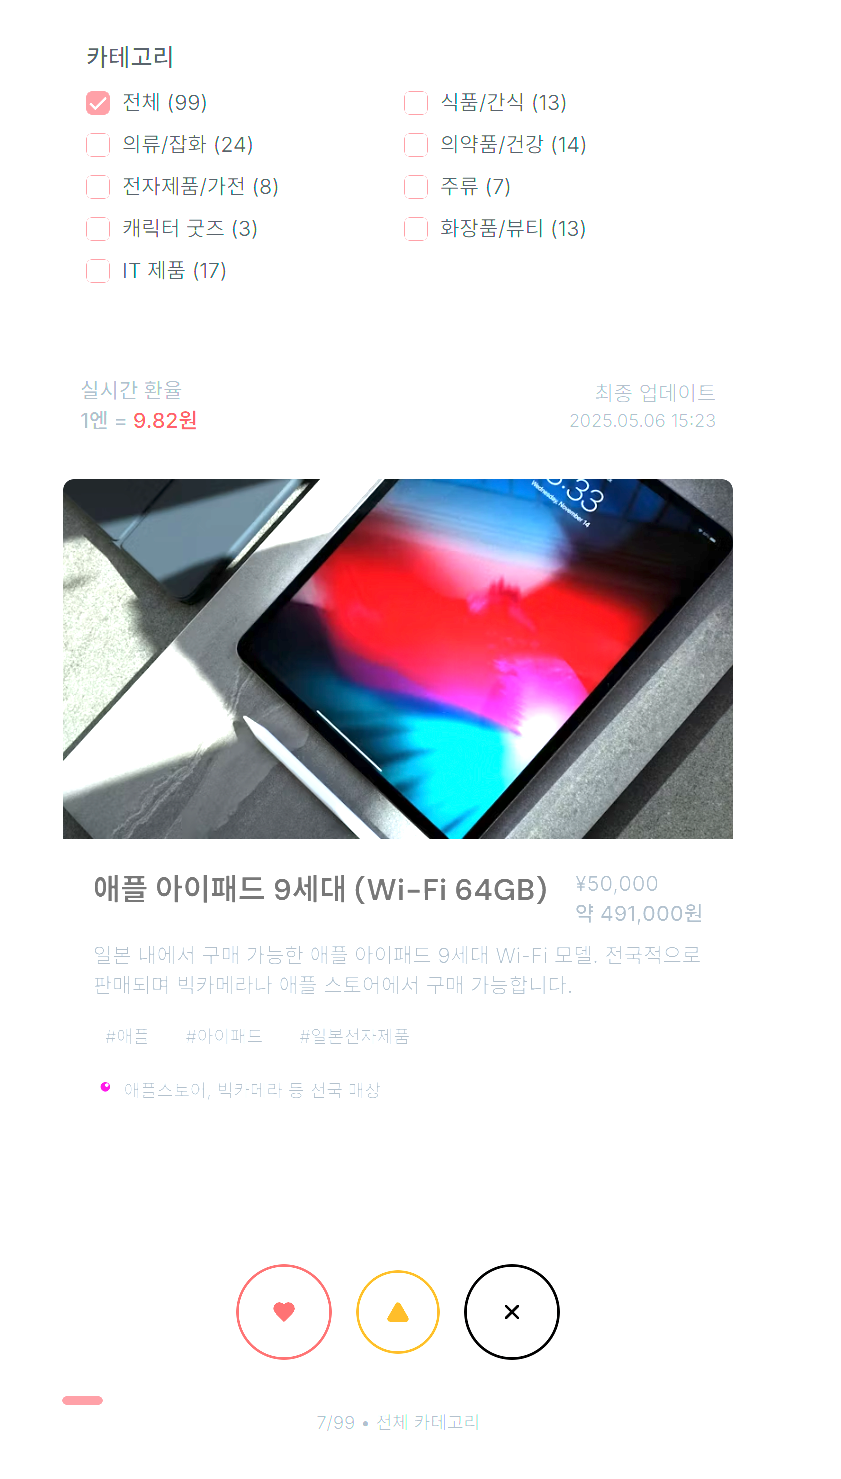 카테고리
전체 (99)
식품/간식 (13)
의류/잡화 (24)
의약품/건강 (14)
전자제품/가전 (8)
주류 (7)
캐릭터 굿즈 (3)
화장품/뷰티 (13)
IT 제품 (17)
실시간 환율
최종 업데이트
1엔 = 9.82원
2025.05.06 15:23
:33
Wednesday, November 14
애플 아이패드 9세대 (Wi-Fi 64GB)
¥50,000
약 491,000원
일본 내에서 구매 가능한 애플 아이패드 9세대 Wi-Fi 모델. 전국적으로
판매되며 빅카메라나 애플 스토어에서 구매 가능합니다.
#애플 #아이패드 #일본전자제품
애플스토어, 빅카메라 등 전국 매장
7/99 • 전체 카테고리